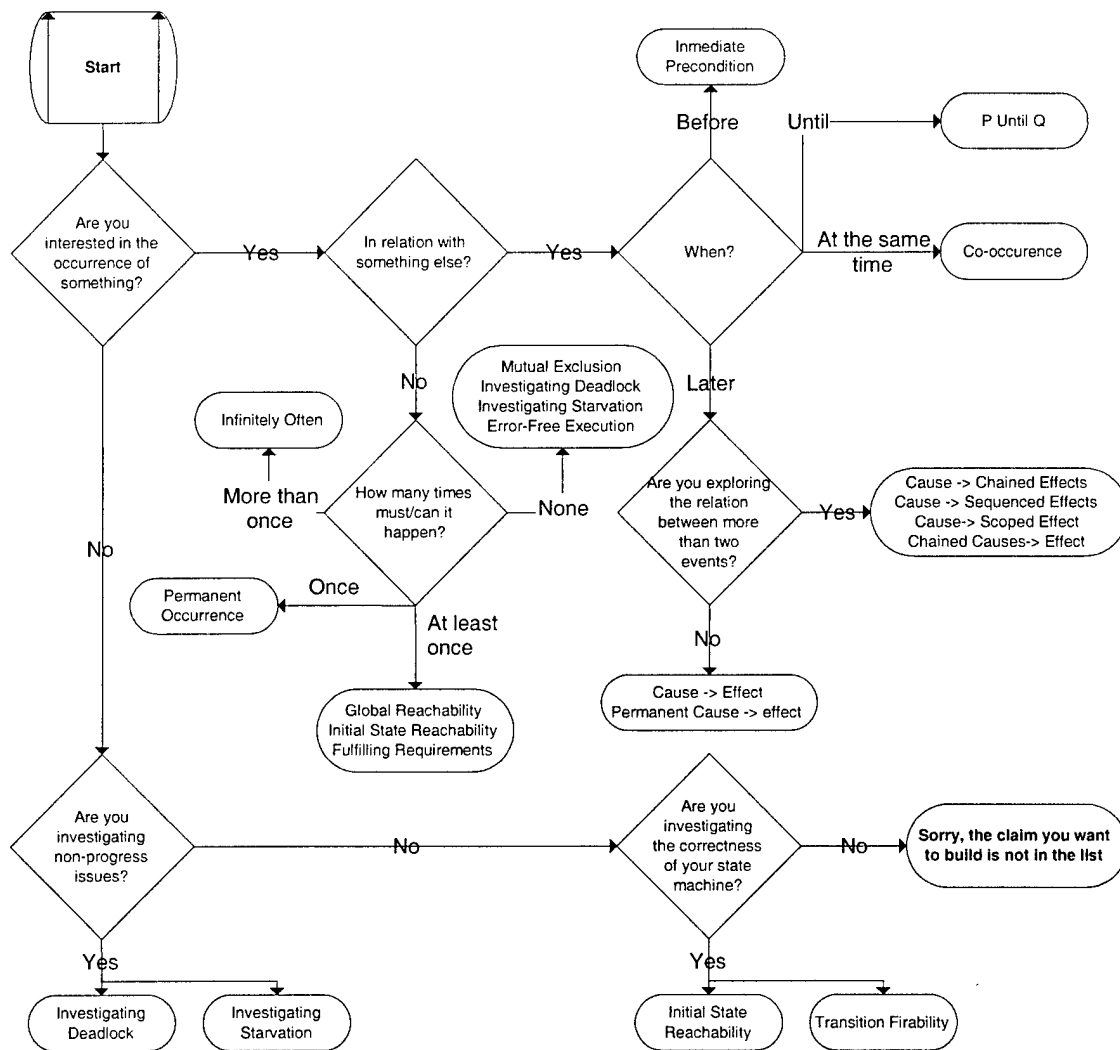 Start
Inmediate
Precondition
Before
Until
P Until Q
Are you
interested in the
occurrence of
something?
Yes
In relation with
something else?
Yes
When?
At the same
time
Co-occurence
No
Mutual Exclusion
Investigating Deadlock
Investigating Starvation
Error-Free Execution
Later
Infinitely Often
More than
once
How many times
must/can it
happen?
None
Are you exploring
the relation
between more
than two
events?
Yes
Cause -> Chained Effects
Cause -> Sequenced Effects
Cause-> Scoped Effect
Chained Causes-> Effect
No
Permanent
Occurrence
Once
At least
once
No
Global Reachability
Initial State Reachability
Fulfilling Requirements
Cause -> Effect
Permanent Cause -> effect
Are you
investigating
non-progress
issues?
No
Are you
investigating
the correctness
of your state
machine?
No
Sorry, the claim you want
to build is not in the list
Yes
Investigating
Deadlock
Investigating
Starvation
Yes
Initial State
Reachability
Transition Firability